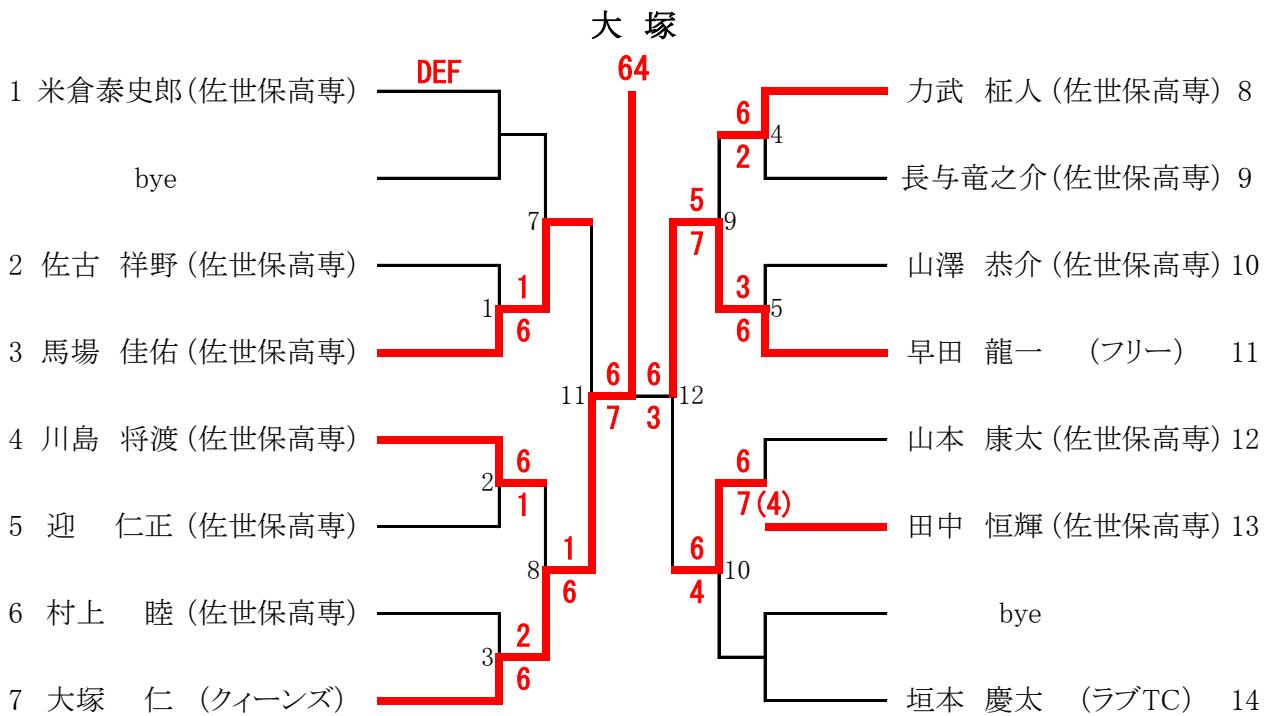 大 塚
64
DEF
1 米倉泰史郎(佐世保高専)
bye
7
2 佐古 祥野(佐世保高専)
1
1
6
3 馬場 佳佑(佐世保高専)
11
6
7
4 川島 将渡(佐世保高専)
2
6
1
5 迎 仁正(佐世保高専)
8
1
6
6 村上 睦(佐世保高専)
3
2
6
7 大塚 仁 (クィーンズ)
力武 柾人(佐世保高専) 8
6
4
2
長与竜之介(佐世保高専) 9
5
9
7
山澤 恭介(佐世保高専) 10
3
5
6
早田 龍一 (フリー) 11
6
12
3
山本 康太(佐世保高専) 12
6
7(4)
田中 恒輝(佐世保高専) 13
6
10
4
bye
垣本 慶太 (ラブTC) 14